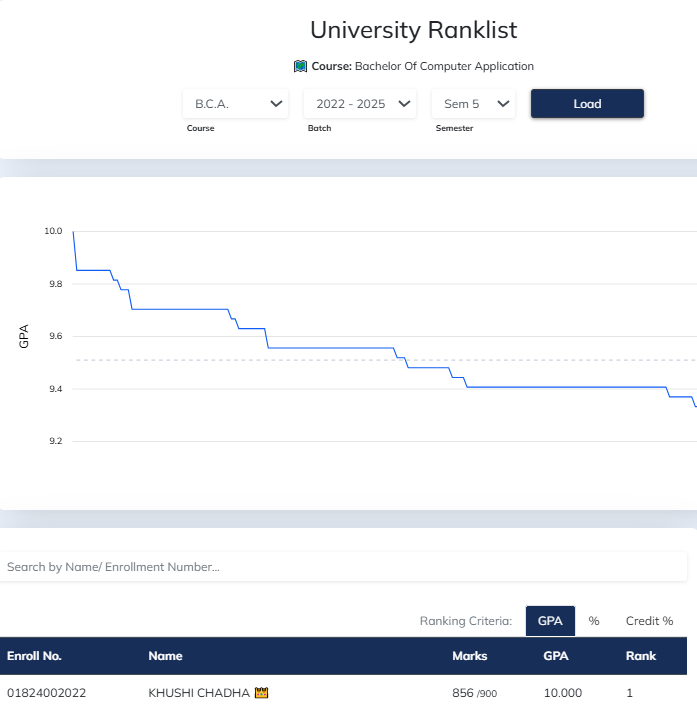 University Ranklist
Course: Bachelor Of Computer Application
B.C.A. 2022 - 2025 Sem 5 Load
Course Batch Semester
10.0
9.8
9.6
9.4
9.2
GPA
Search by Name/ Enrollment Number...
Ranking Criteria: GPA % Credit %
Enroll No. Name Marks GPA Rank
01824002022 KHUSHI CHADHA 856 /900 10.000 1